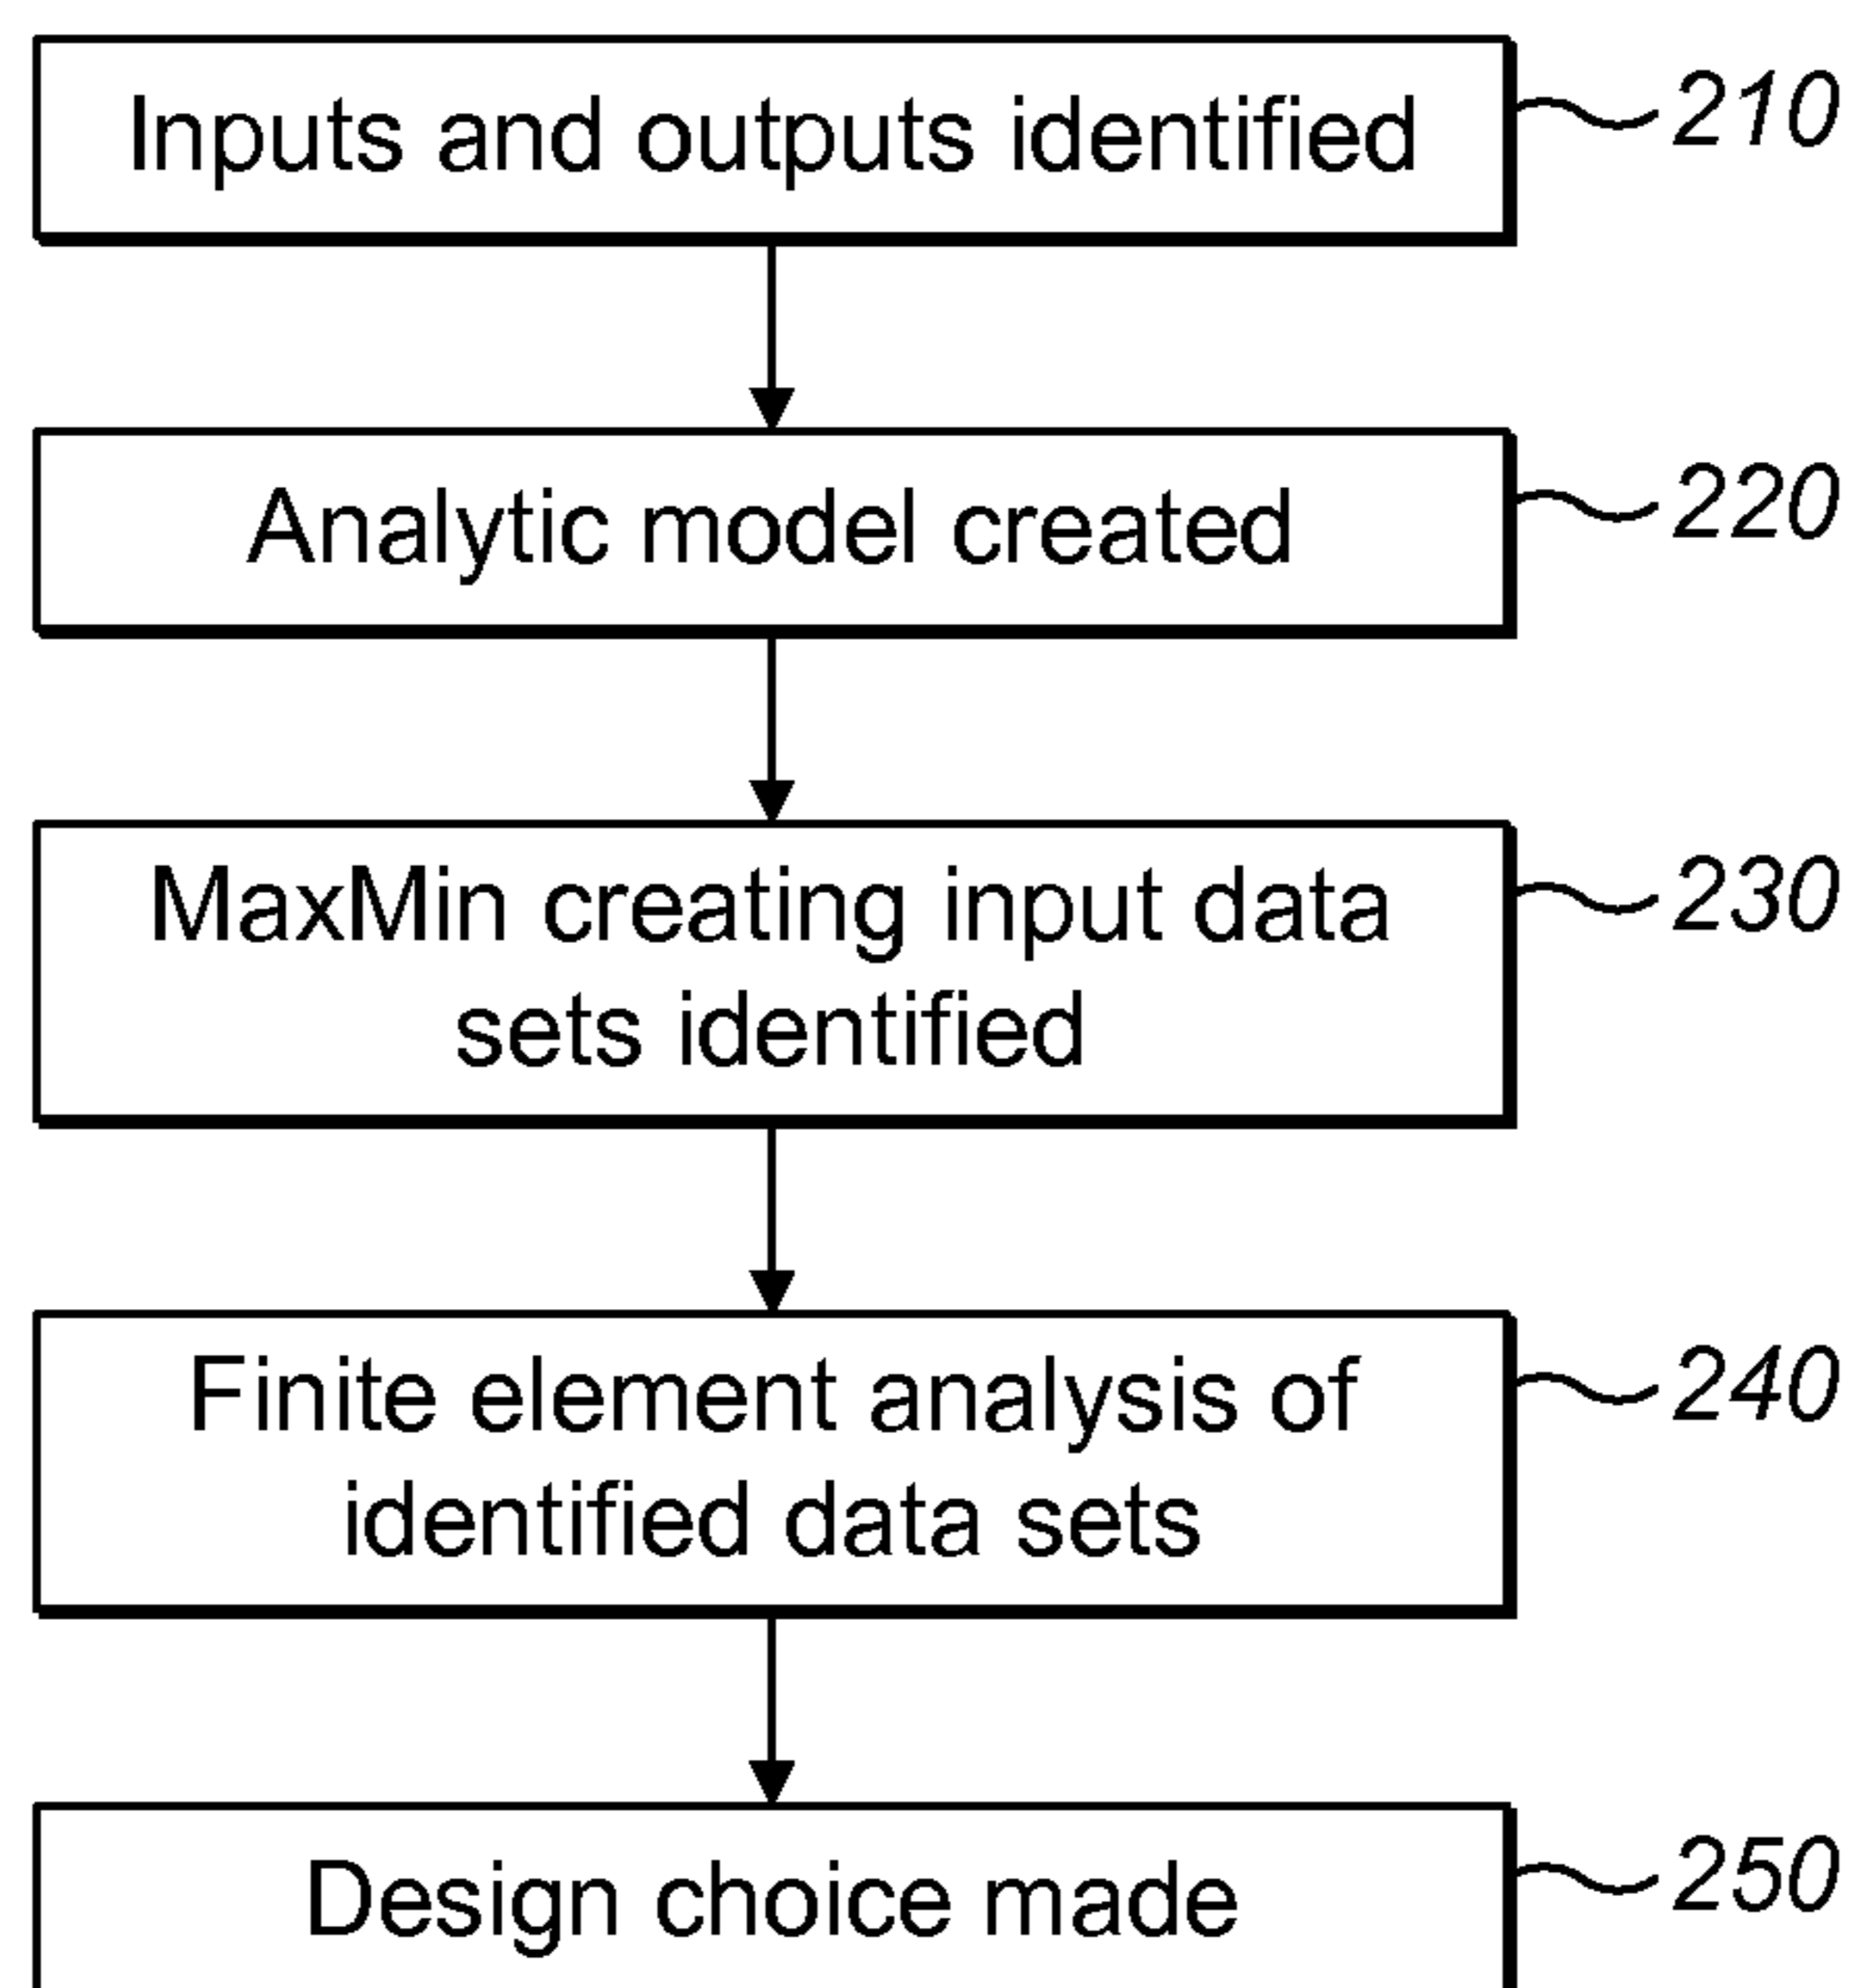 Inputs and outputs identified
210
Analytic model created
220
MaxMin creating input data
sets identified
230
Finite element analysis of
identified data sets
240
Design choice made
250